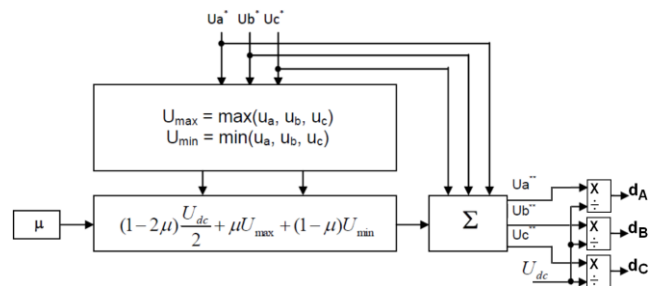 Ua* Ub* Uc*
Umax = max(ua, ub, uc)
Umin = min(ua, ub, uc)
μ
(1-2μ) Udc/2 + μUmax + (1-μ)Umin
Σ
Ua**
Ub**
Uc**
Udc
X
÷
dA
X
÷
dB
X
÷
dC